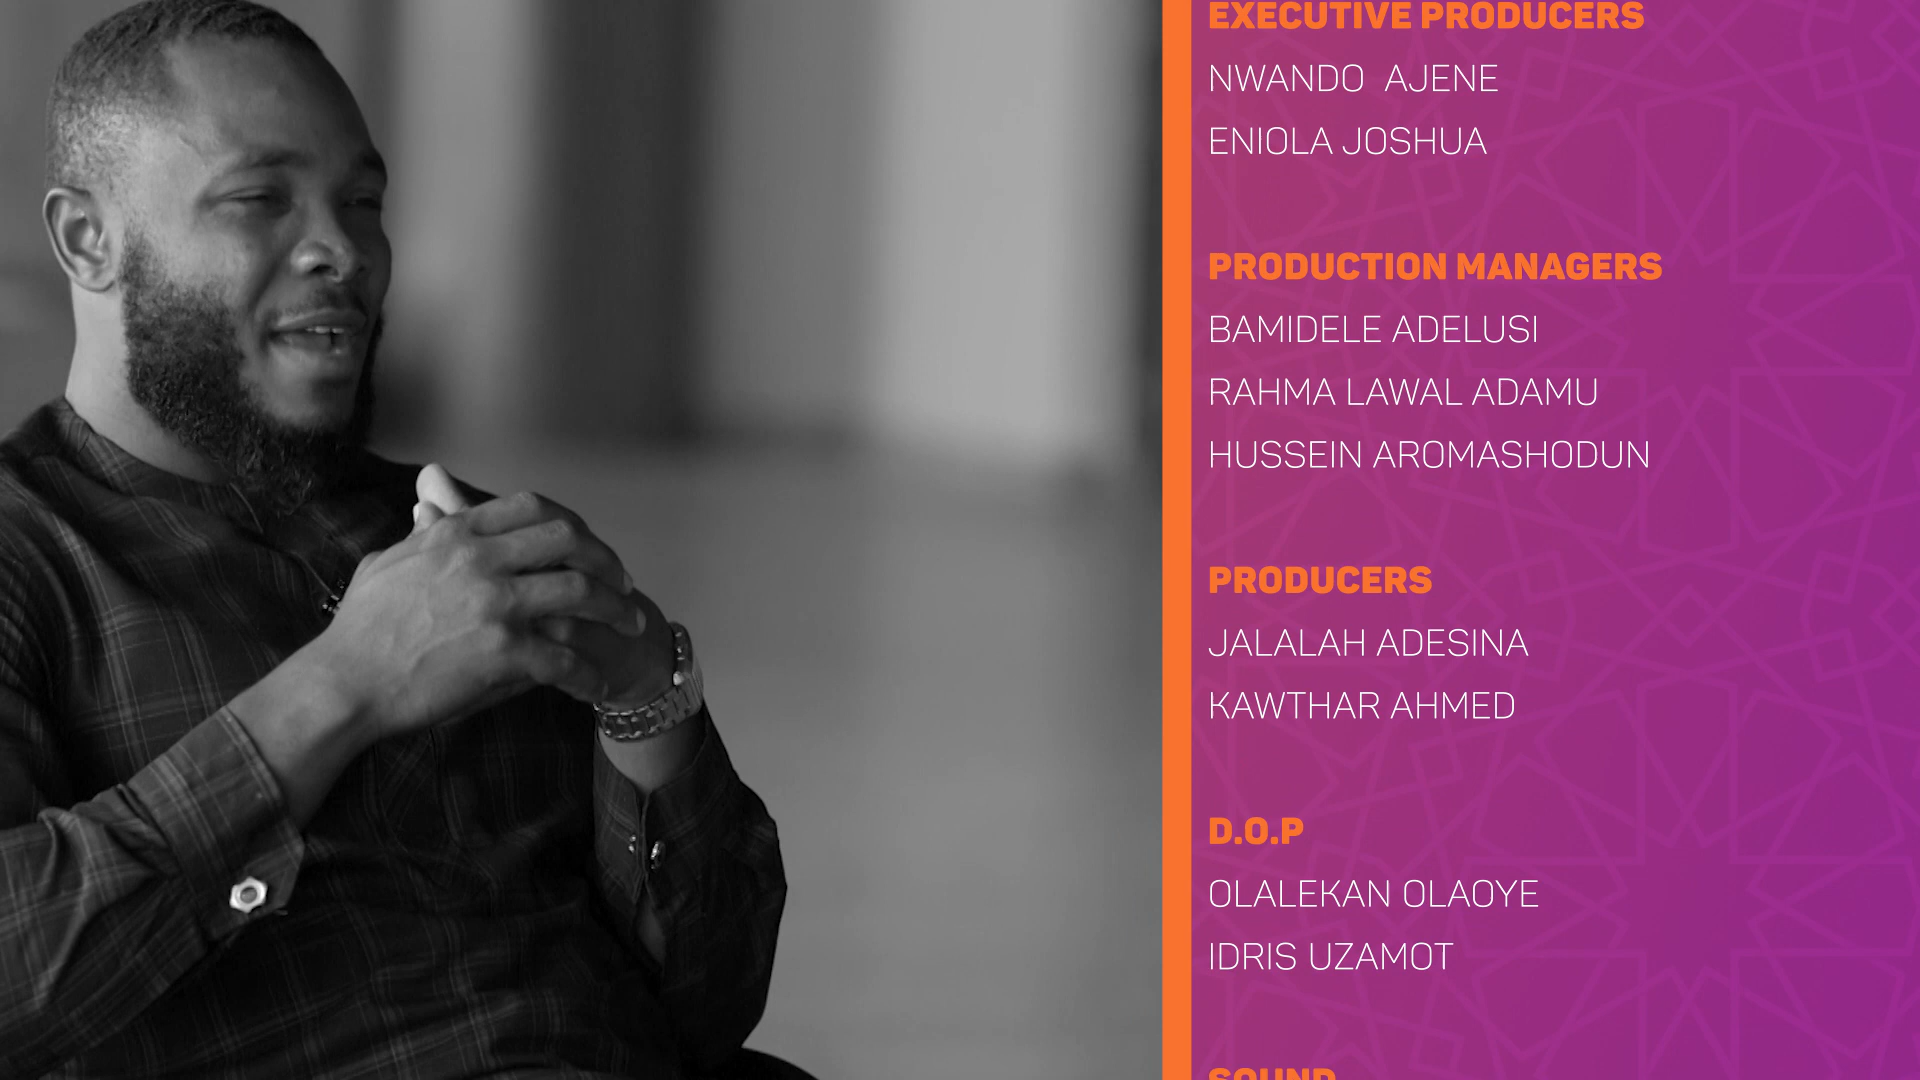 EXECUTIVE PRODUCERS
NWANDO AJENE
ENIOLA JOSHUA
PRODUCTION MANAGERS
BAMIDELE ADELUSI
RAHMA LAWAL ADAMU
HUSSEIN AROMASHODUN
PRODUCERS
JALALAH ADESINA
KAWTHAR AHMED
D.O.P
OLALEKAN OLAOYE
IDRIS UZAMOT
SOUND